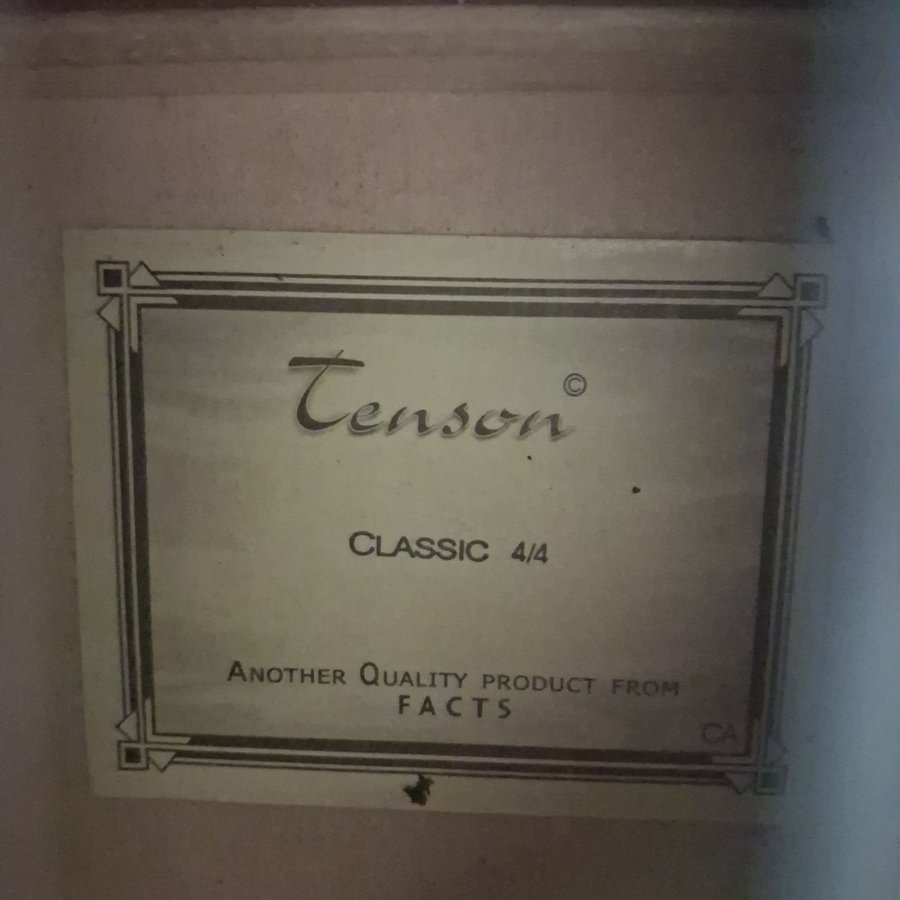 Tenson©
CLASSIC 4/4
ANOTHER QUALITY PRODUCT FROM
FACTS
CA